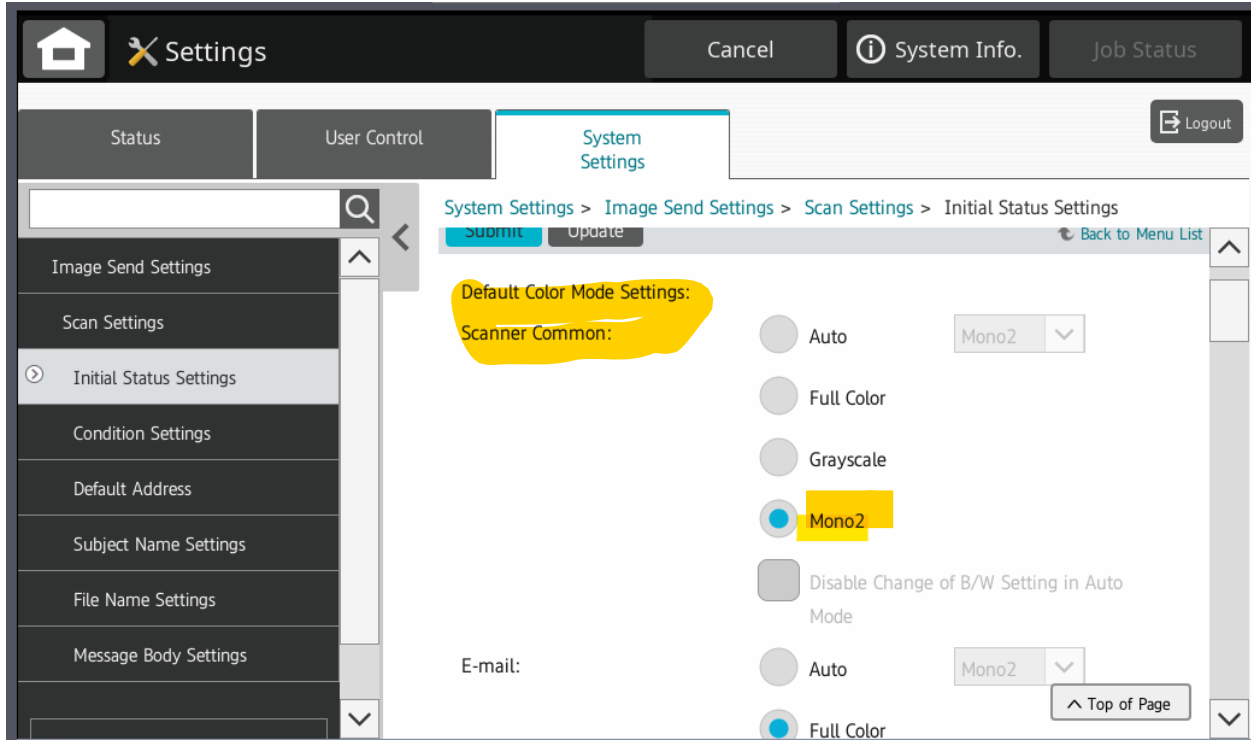 Settings
Cancel
System Info.
Job Status
Status
User Control
System
Settings
Logout
System Settings > Image Send Settings > Scan Settings > Initial Status Settings
Submit
Update
Back to Menu List
Image Send Settings
Scan Settings
Initial Status Settings
Condition Settings
Default Address
Subject Name Settings
File Name Settings
Message Body Settings
Default Color Mode Settings:
Scanner Common:
Auto
Mono2
Full Color
Grayscale
Mono2
Disable Change of B/W Setting in Auto
Mode
E-mail:
Auto
Mono2
Top of Page
Full Color